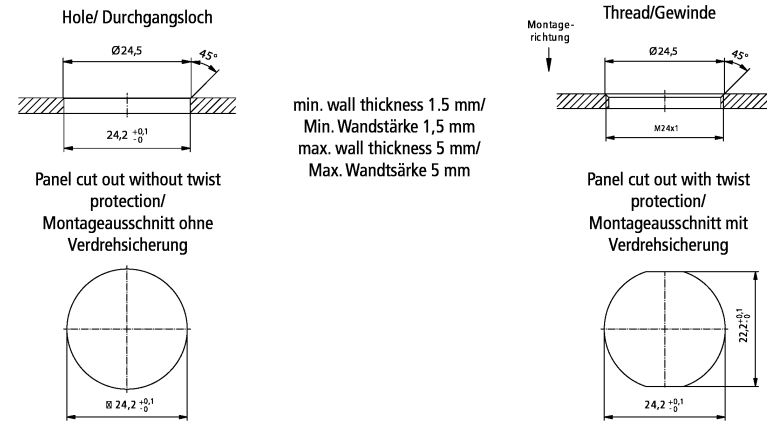 Hole/ Durchgangsloch
Ø24,5
45°
24,2 +0,1 -0
Montage-
richtung
Thread/Gewinde
Ø24,5
45°
M24x1
min. wall thickness 1.5 mm/
Min. Wandstärke 1,5 mm
max. wall thickness 5 mm/
Max. Wandtsärke 5 mm
Panel cut out without twist
protection/
Montageausschnitt ohne
Verdrehsicherung
24,2 +0,1 -0
Panel cut out with twist
protection/
Montageausschnitt mit
Verdrehsicherung
22,2 +0,1 -0
24,2 +0,1 -0